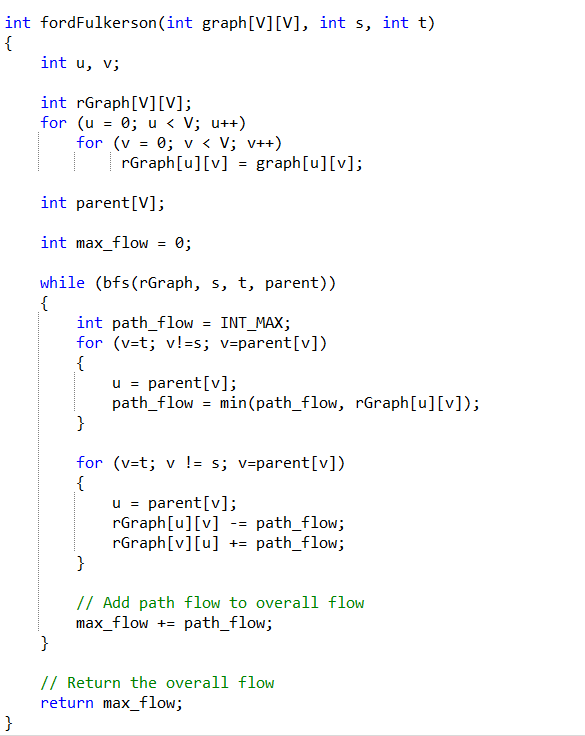 int fordFulkerson(int graph[V][V], int s, int t)
{
    int u, v;

    int rGraph[V][V];
    for (u = 0; u < V; u++)
        for (v = 0; v < V; v++)
             rGraph[u][v] = graph[u][v];

    int parent[V];

    int max_flow = 0;

    while (bfs(rGraph, s, t, parent))
    {
        int path_flow = INT_MAX;
        for (v=t; v!=s; v=parent[v])
        {
            u = parent[v];
            path_flow = min(path_flow, rGraph[u][v]);
        }

        for (v=t; v != s; v=parent[v])
        {
            u = parent[v];
            rGraph[u][v] -= path_flow;
            rGraph[v][u] += path_flow;
        }

        // Add path flow to overall flow
        max_flow += path_flow;
    }

    // Return the overall flow
    return max_flow;
}